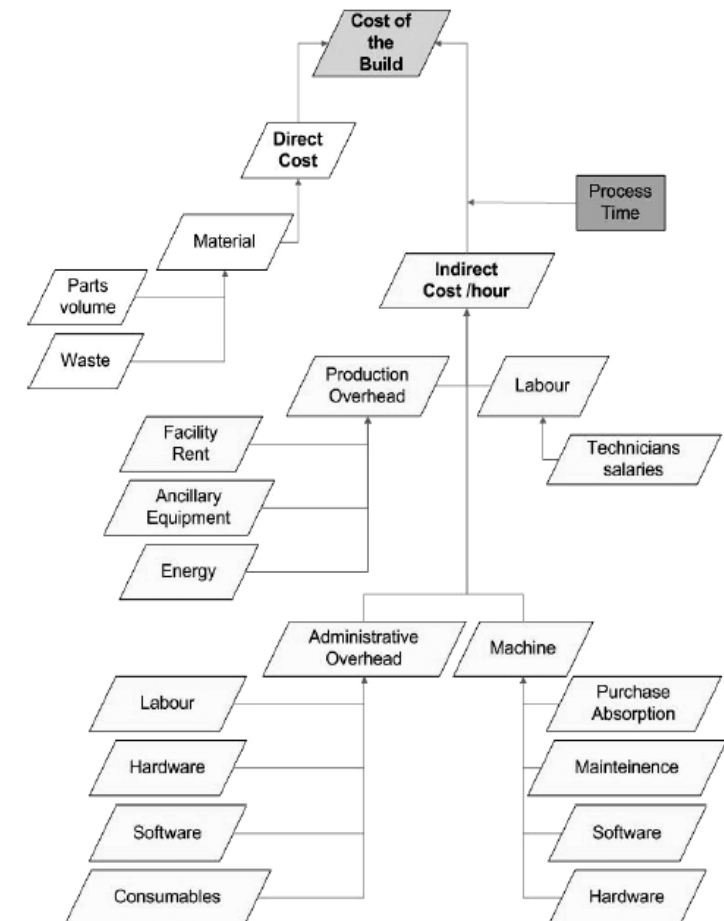 Cost of
the
Build
Direct
Cost
Process
Time
Material
Indirect
Cost /hour
Parts
volume
Waste
Production
Overhead
Labour
Facility
Rent
Technicians
salaries
Ancillary
Equipment
Energy
Administrative
Overhead
Machine
Labour
Purchase
Absorption
Hardware
Mainteinence
Software
Software
Consumables
Hardware